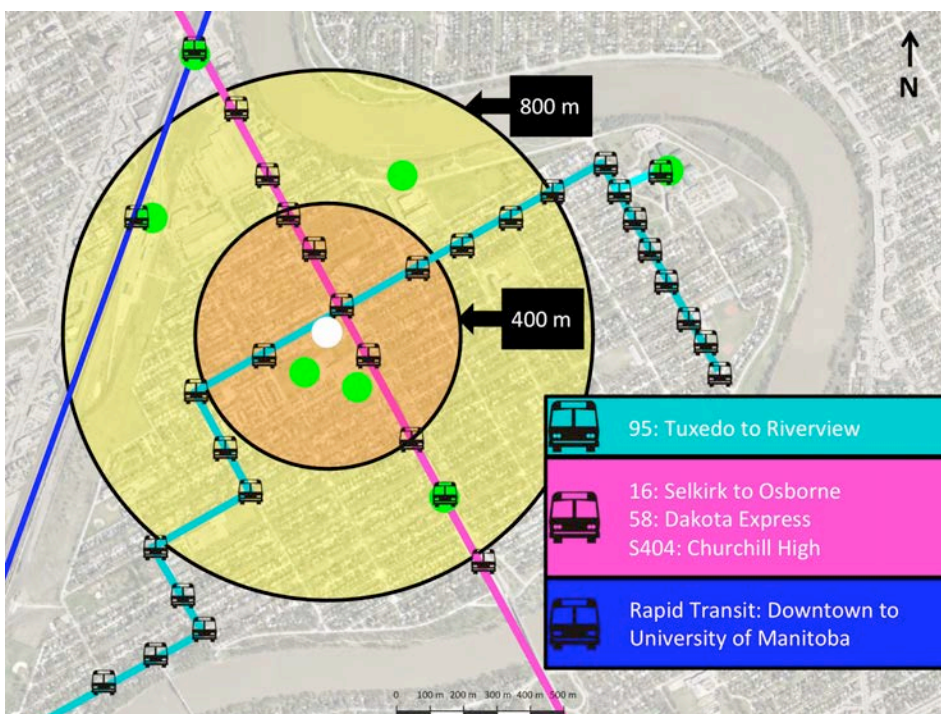 800 m
N
400 m
95: Tuxedo to Riverview
16: Selkirk to Osborne
58: Dakota Express
S404: Churchill High
Rapid Transit: Downtown to
University of Manitoba
0 100 m 200 m 300 m 400 m 500 m